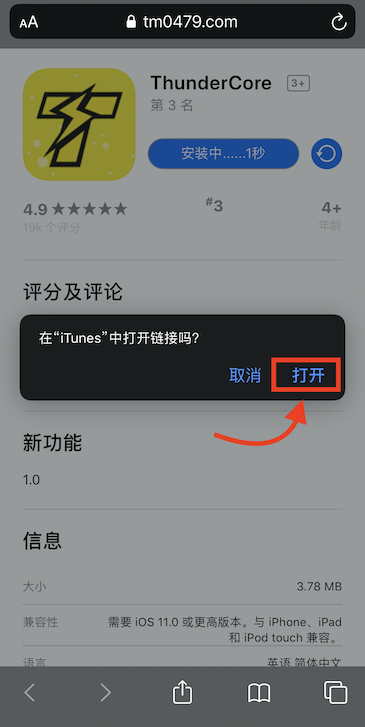 AA tm0479.com
ThunderCore 3+
第 3 名
安装中......1秒
4.9 ★★★★★ #3 4+
19k 个评分 年龄
评分及评论
在“iTunes”中打开链接吗?
取消 打开
新功能
1.0
信息
大小 3.78 MB
兼容性 需要 iOS 11.0 或更高版本。与 iPhone、iPad
和 iPod touch 兼容。
语言 英语 简体中文